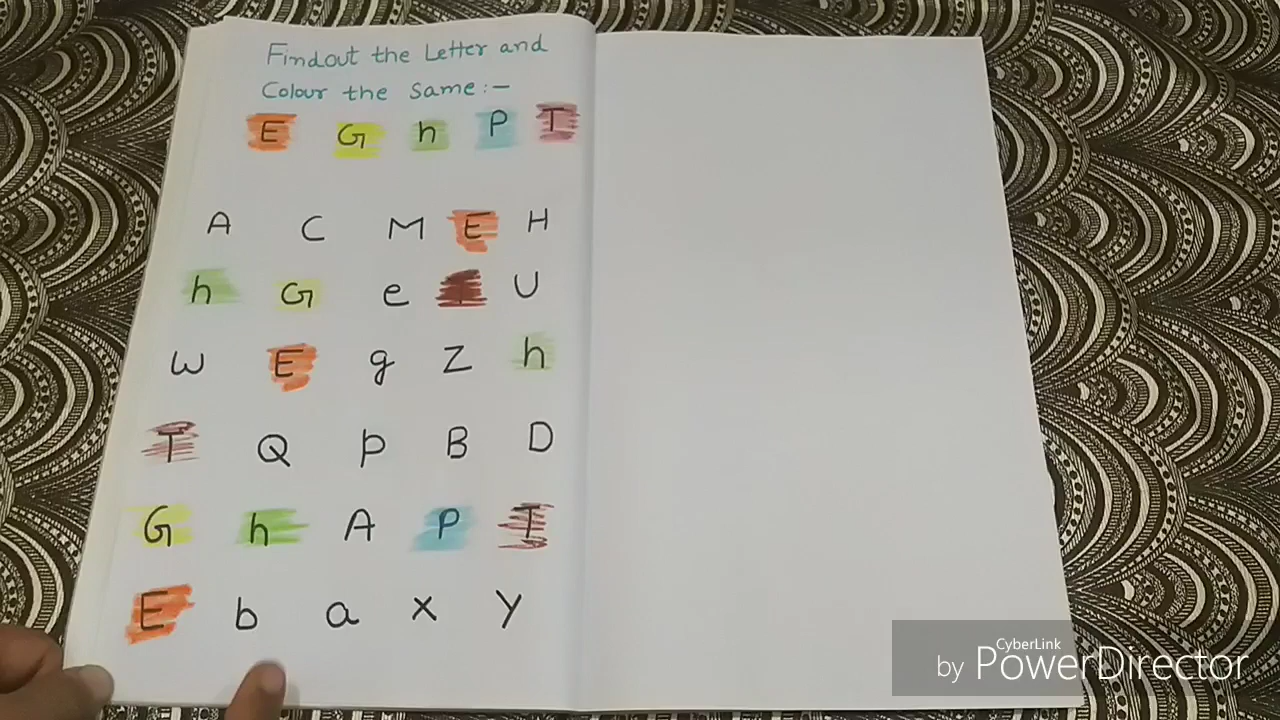 Findout the Letter and
Colour the Same :-
E G h P T
A C M E H
h G e T U
W E g Z h
T Q p B D
G h A P T
E b a x y
CyberLink
by PowerDirector